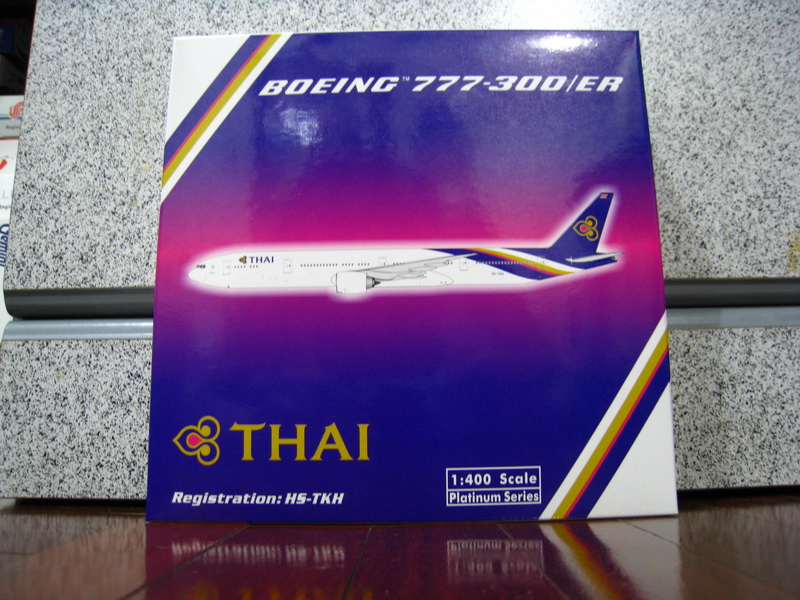 BOEING™ 777-300/ER
THAI
THAI
Registration: HS-TKH
1:400 Scale
Platinum Series